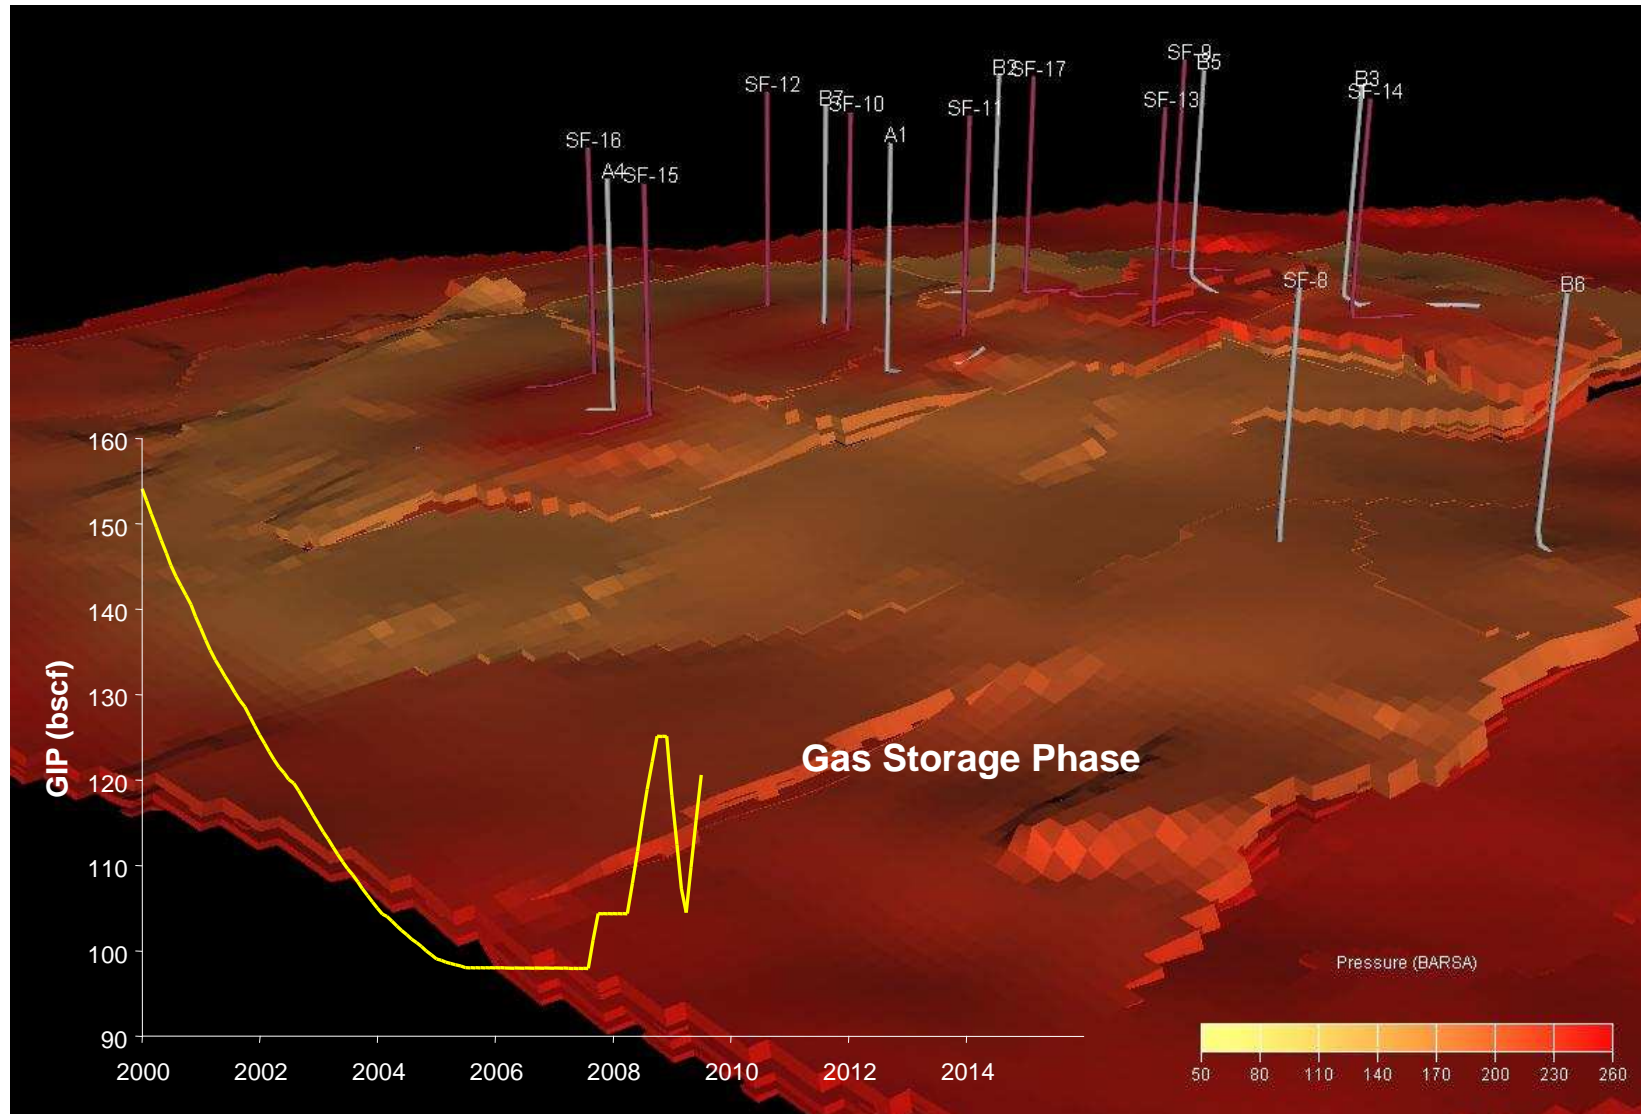 SF-9
B5
B2
SF-17
B3
SF-14
SF-12
B7
SF-10
SF-11
SF-13
A1
SF-16
A4
SF-15
SF-8
B6
160
150
140
130
120
110
100
90
GIP (bscf)
Gas Storage Phase
2000
2002
2004
2006
2008
2010
2012
2014
Pressure (BARSA)
50 80 110 140 170 200 230 260